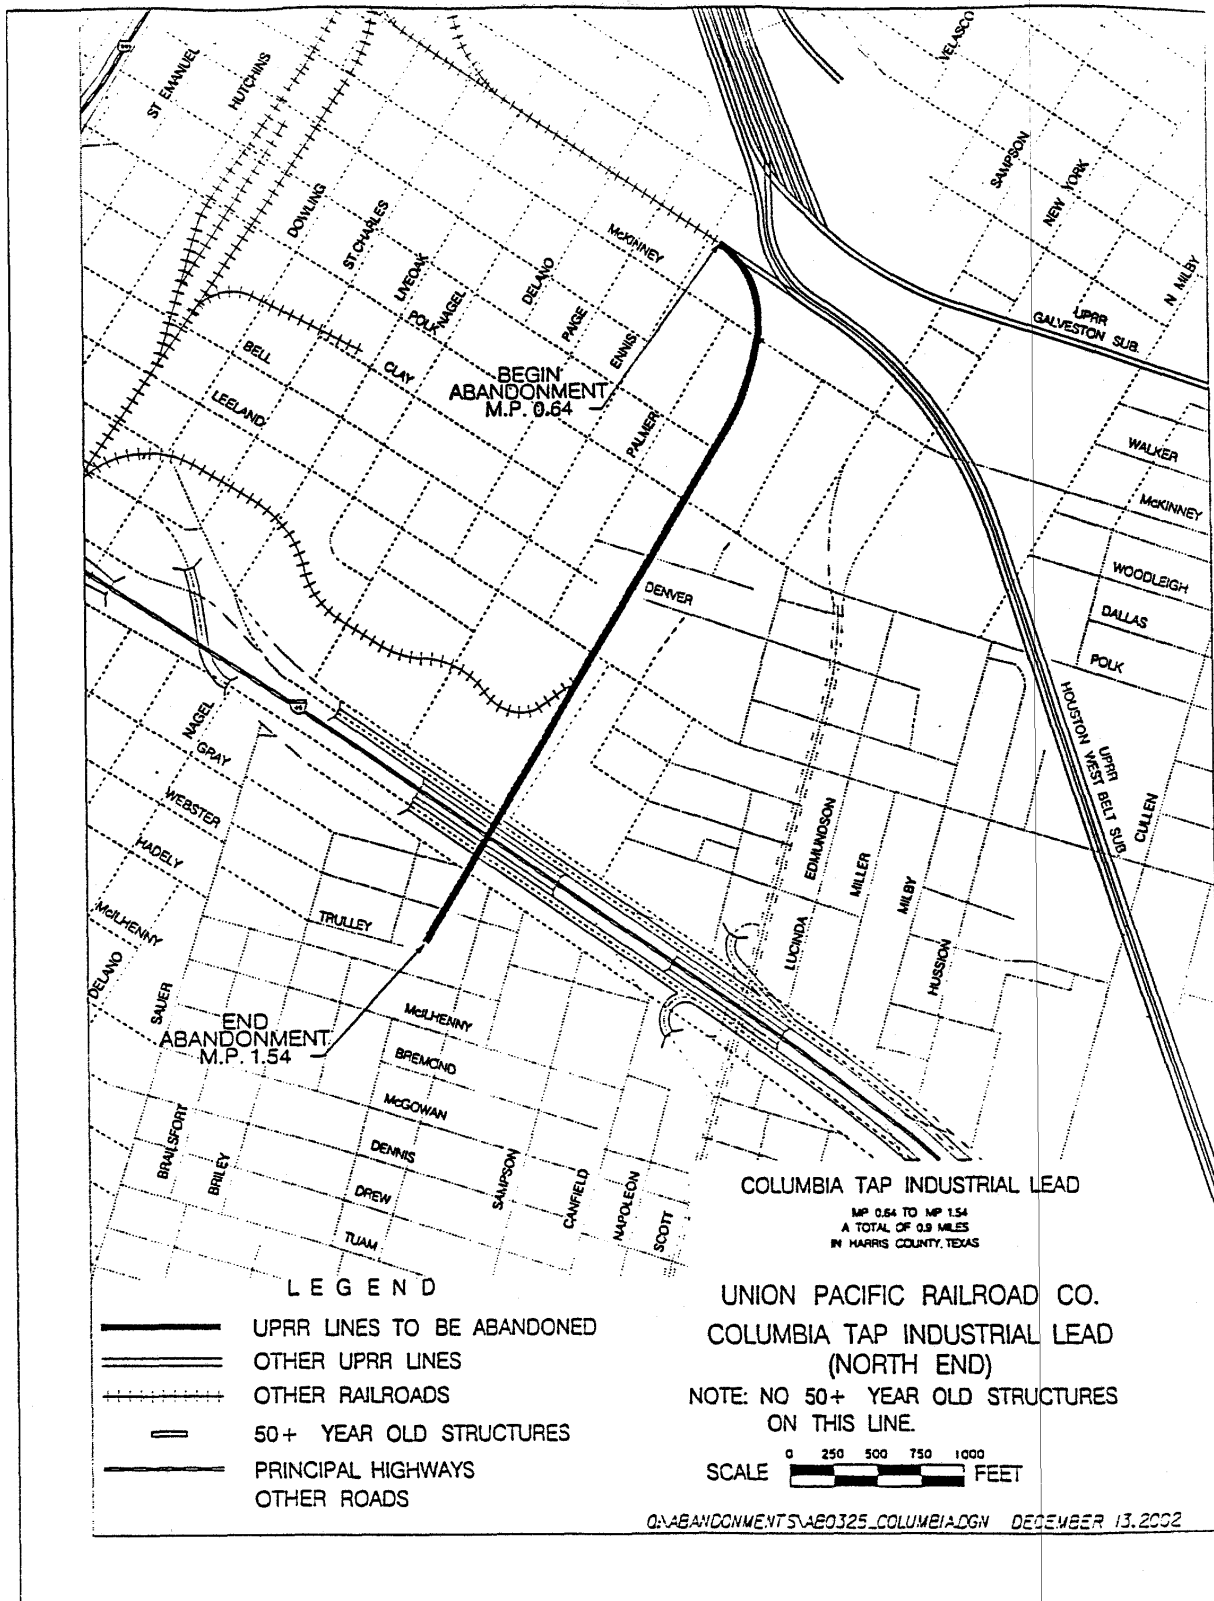 ST EMANUEL
HUTCHINS
VELASCO
SAMPSON
NEW YORK
N MILBY
DOWLING
ST CHARLES
LIVEOAK
POLK
NAGEL
DELANO
PAIGE
ENNIS
McKINNEY
UPRR
GALVESTON SUB.
BELL
CLAY
LEELAND
BEGIN
ABANDONMENT
M.P. 0.64
PALMER
WALKER
McKINNEY
WOODLEIGH
DALLAS
POLK
DENVER
NAGEL
GRAY
WEBSTER
HADELY
McILHENNY
DELANO
SAUER
TRULLEY
UPRR
HOUSTON WEST BELT SUB
CULLEN
EDMUNDSON
MILLER
MILBY
LUCINDA
HUSSION
END
ABANDONMENT
M.P. 1.54
McILHENNY
BREMOND
McGOWAN
DENNIS
DREW
TUAM
BRAILSFORT
BRILEY
SAMPSON
CANFIELD
NAPOLEON
SCOTT
COLUMBIA TAP INDUSTRIAL LEAD
MP 0.64 TO MP 1.54
A TOTAL OF 0.9 MILES
IN HARRIS COUNTY, TEXAS
LEGEND
UPRR LINES TO BE ABANDONED
OTHER UPRR LINES
OTHER RAILROADS
50+ YEAR OLD STRUCTURES
PRINCIPAL HIGHWAYS
OTHER ROADS
UNION PACIFIC RAILROAD CO.
COLUMBIA TAP INDUSTRIAL LEAD
(NORTH END)
NOTE: NO 50+ YEAR OLD STRUCTURES
ON THIS LINE.
0 250 500 750 1000
SCALE FEET
G:\ABANDONMENTS\AB0325_COLUMBIA.DGN DECEMBER 13, 2002